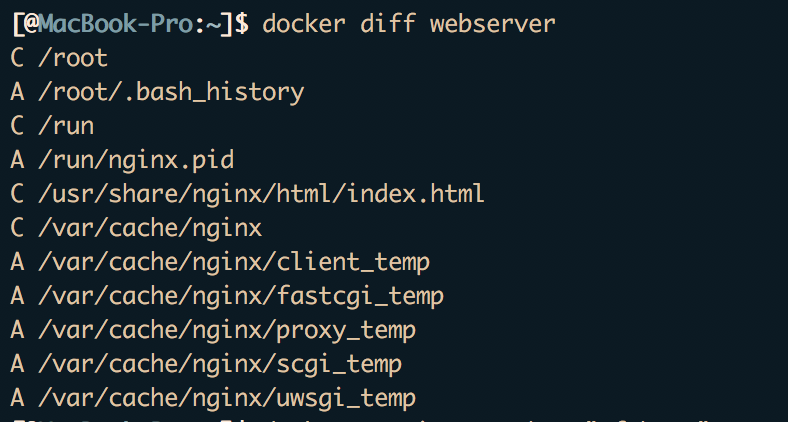 [@MacBook-Pro:~]$ docker diff webserver
C /root
A /root/.bash_history
C /run
A /run/nginx.pid
C /usr/share/nginx/html/index.html
C /var/cache/nginx
A /var/cache/nginx/client_temp
A /var/cache/nginx/fastcgi_temp
A /var/cache/nginx/proxy_temp
A /var/cache/nginx/scgi_temp
A /var/cache/nginx/uwsgi_temp